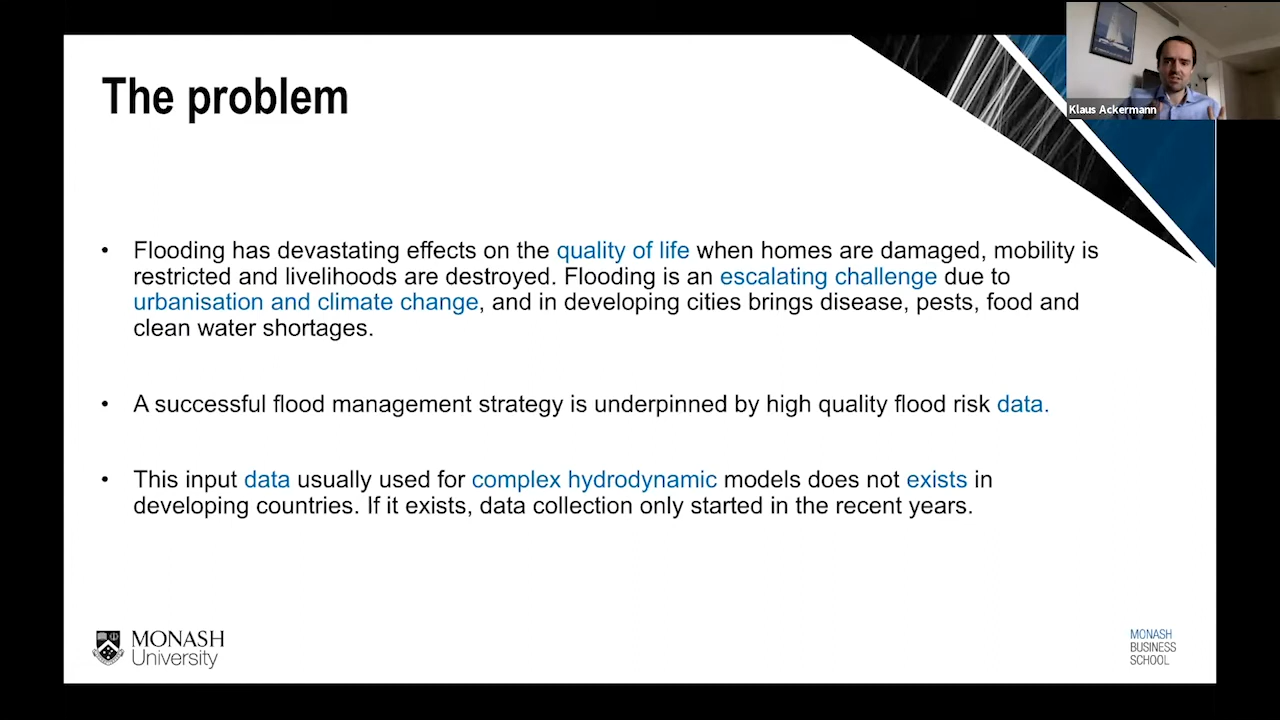 The problem
Klaus Ackermann
• Flooding has devastating effects on the quality of life when homes are damaged, mobility is
restricted and livelihoods are destroyed. Flooding is an escalating challenge due to
urbanisation and climate change, and in developing cities brings disease, pests, food and
clean water shortages.
• A successful flood management strategy is underpinned by high quality flood risk data.
• This input data usually used for complex hydrodynamic models does not exists in
developing countries. If it exists, data collection only started in the recent years.
MONASH
University
MONASH
BUSINESS
SCHOOL